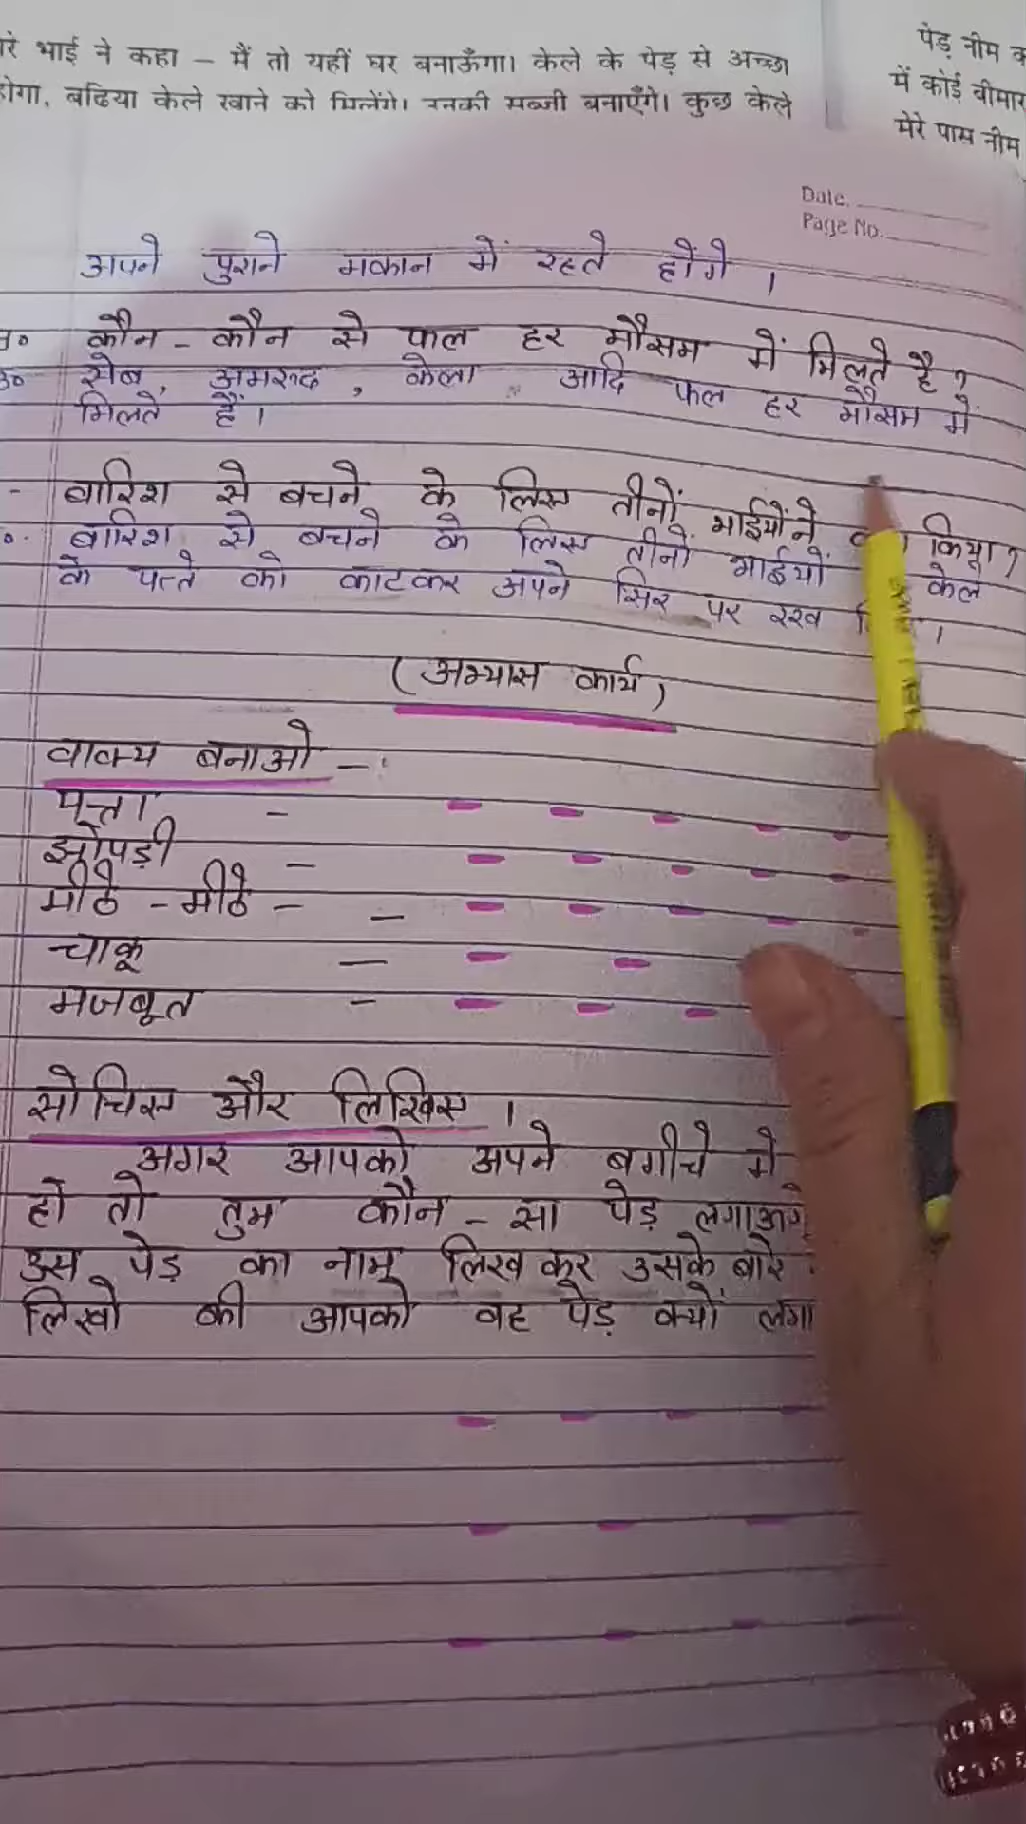 रे भाई ने कहा – मैं तो यहीं घर बनाऊँगा। केले के पेड़ से अच्छा
होगा, बढिया केले खाने को मिलेंगे। उनकी सब्जी बनाएँगे। कुछ केले
पेड़ नीम
में कोई बीमार
मेरे पास नीम
Date.
Page No.
अपने पुराने मकान में रहते होंगे ।
कौन - कौन से फल हर मौसम में मिलते है ?
सेब, अमरूद, केला आदि फल हर मौसम में
मिलते हैं ।
बारिश से बचने के लिस तीनों भाईयों ने किया ?
बारिश से बचने के लिस तीनों भाईयों केले
के पत्ते को काटकर अपने सिर पर रख ।
(अभ्यास कार्य)
वाक्य बनाओ –:
पत्ता -
झोपड़ी -
मीठे - मीठे - -
चाकू -
मजबूत -
सोचिस और लिखिस ।
अगर आपको अपने बगीचे में
हो तो तुम कौन - सा पेड़ लगाओगे
उस पेड़ का नाम लिख कर उसके बारे
लिखो की आपको वह पेड़ क्यों लगा